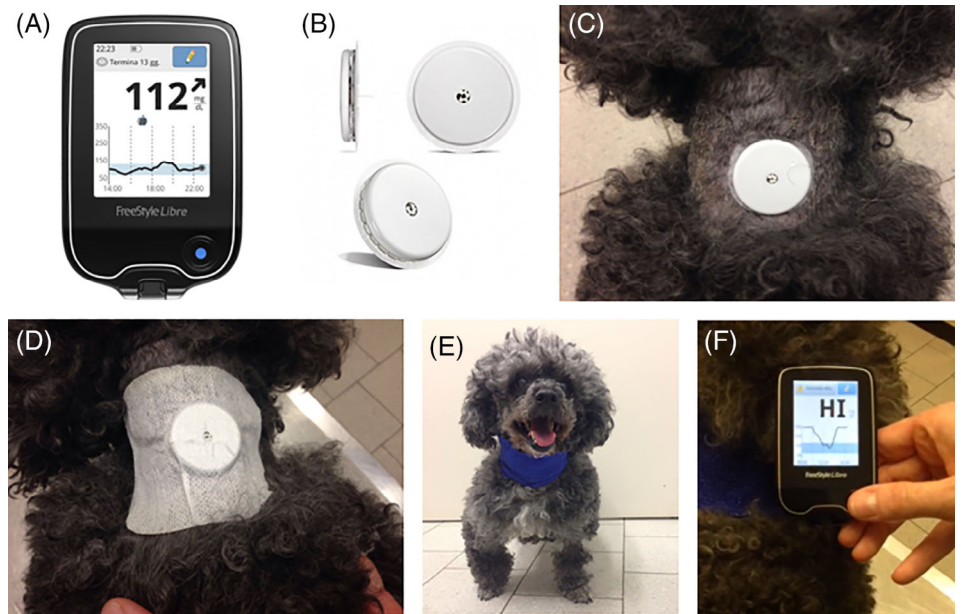 (A)
22:23
Termina 13 gg.
112 mg/dL
350
250
150
50
14:00 18:00 22:00
FreeStyle Libre
(B)
(C)
(D)
(E)
(F)
HI
FreeStyle Libre